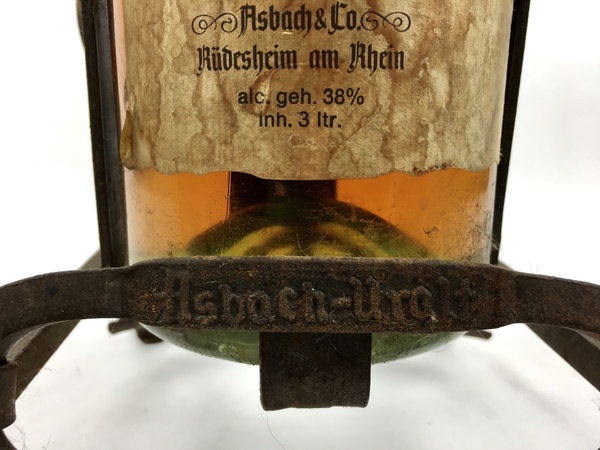 Asbach & Co.
Rüdesheim am Rhein
alc. geh. 38%
inh. 3 ltr.
Asbach-Uralt